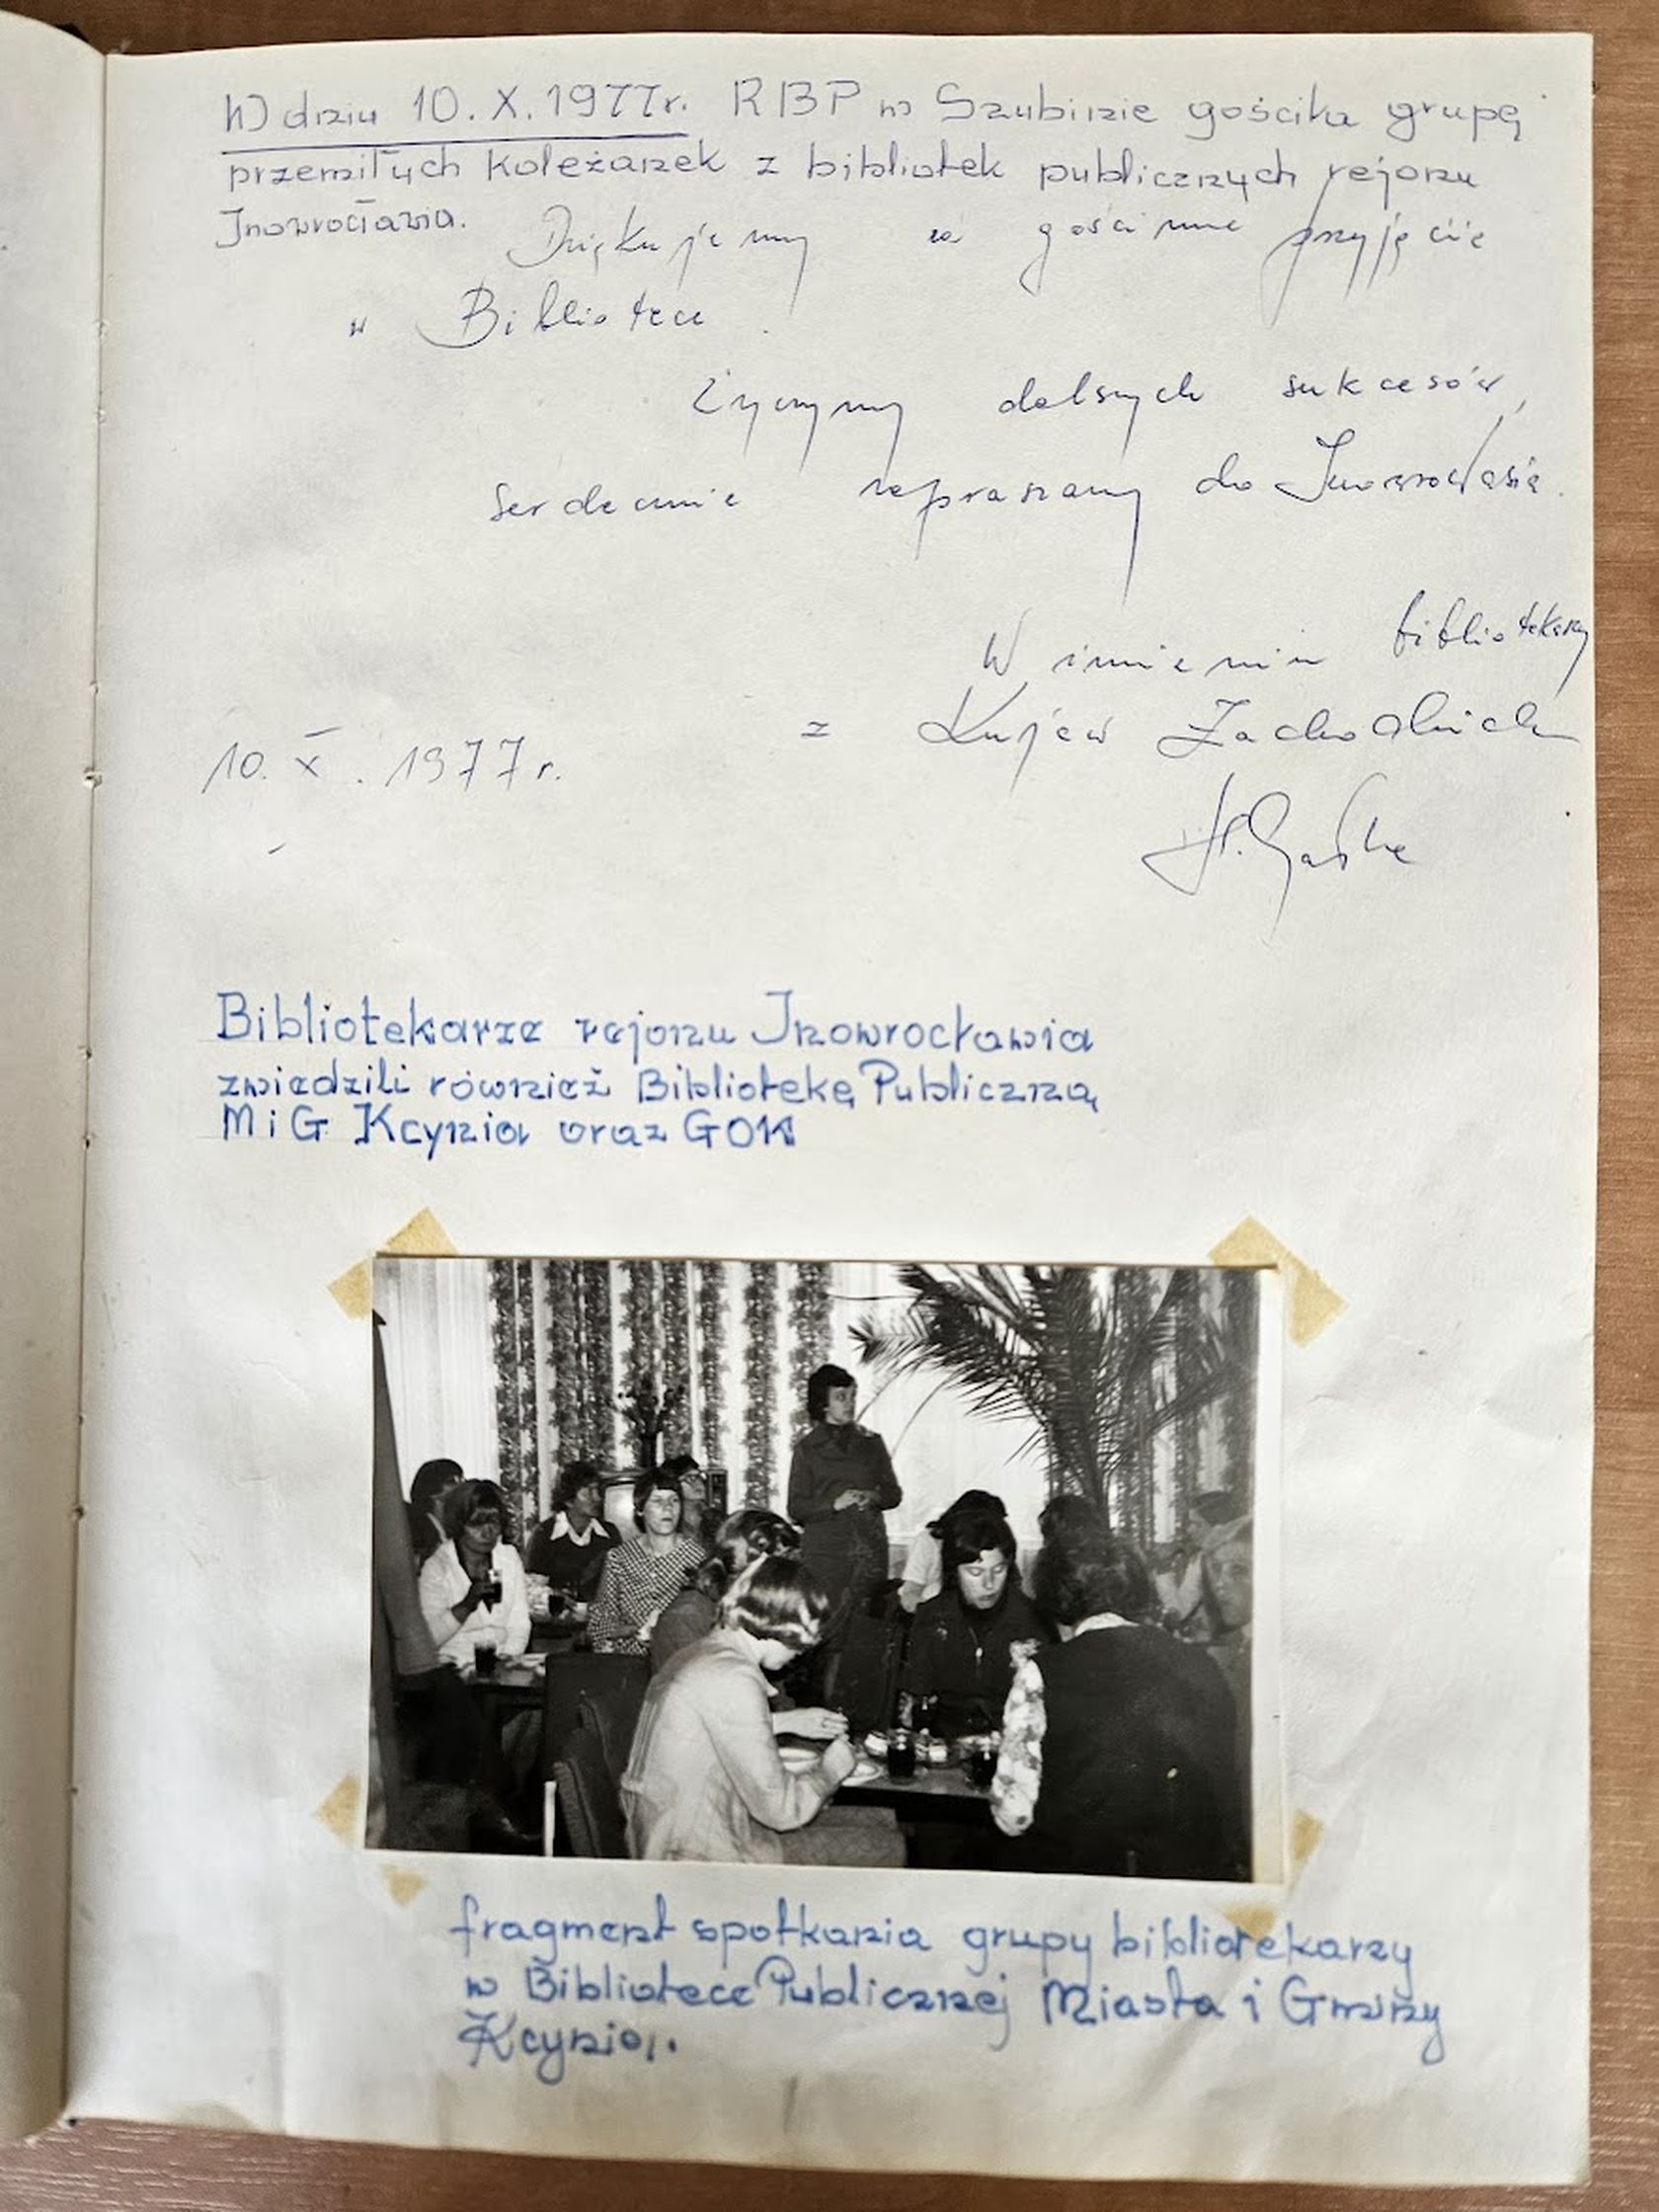 W dniu 10.X.1977r. RBP w Szubinie gościła grupę
przemiłych koleżanek z bibliotek publicznych rejonu
Inowrocławia.
Dziękujemy za gościnne przyjęcie
w Bibliotece.
Życzymy dalszych sukcesów,
serdecznie zapraszamy do Inowrocławia.
W imieniu bibliotekarzy
z Kujaw Zachodnich
10. X. 1977 r.
Bibliotekarze rejonu Inowrocławia
zwiedzili również Bibliotekę Publiczną
MiG Kcynia oraz GOK
fragment spotkania grupy bibliotekarzy
w Bibliotece Publicznej Miasta i Gminy
Kcynia.